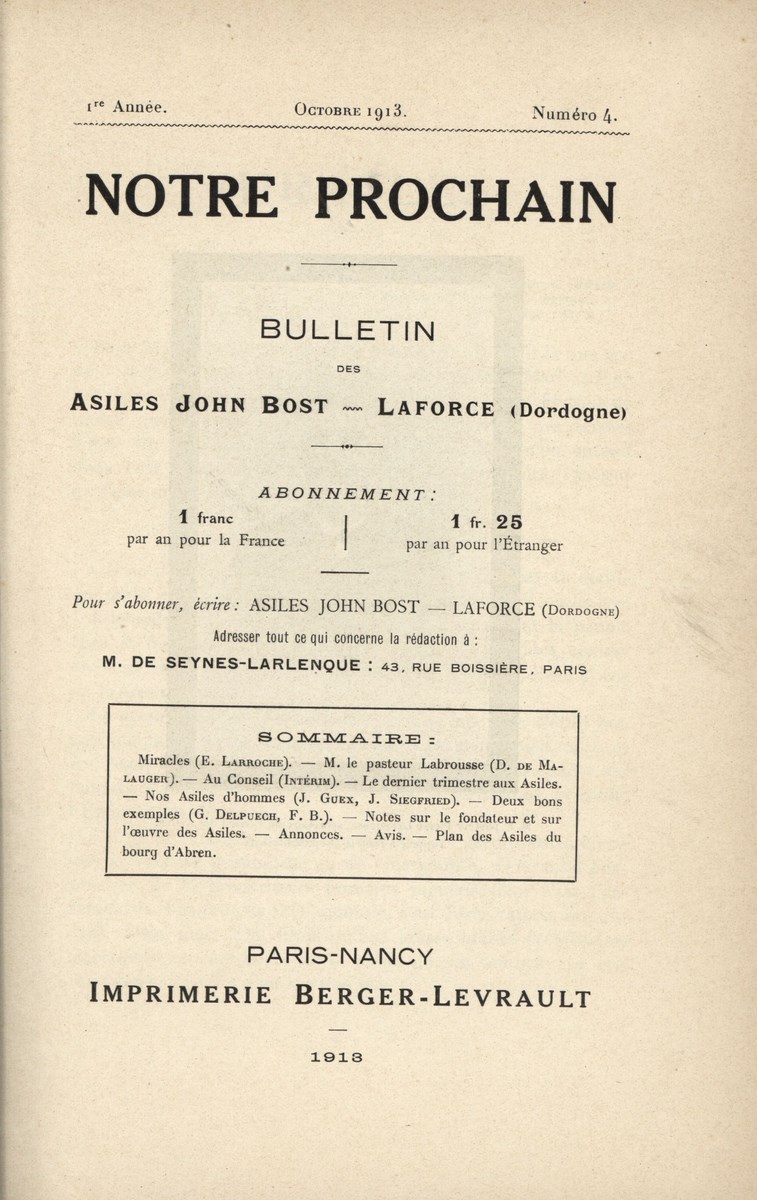 1re Année.
Octobre 1913.
Numéro 4.
NOTRE PROCHAIN
BULLETIN
DES
Asiles John Bost — Laforce (Dordogne)
ABONNEMENT:
1 franc
par an pour la France
1 fr. 25
par an pour l'Étranger
Pour s'abonner, écrire : ASILES JOHN BOST — LAFORCE (Dordogne)
Adresser tout ce qui concerne la rédaction à :
M. DE SEYNES-LARLENQUE : 43, RUE BOISSIÈRE, PARIS
SOMMAIRE :
Miracles (E. Larroche). — M. le pasteur Labrousse (D. de Ma-
lauger). — Au Conseil (Intérim). — Le dernier trimestre aux Asiles.
— Nos Asiles d'hommes (J. Guex, J. Siegfried). — Deux bons
exemples (G. Delpuech, F. B.). — Notes sur le fondateur et sur
l'œuvre des Asiles. — Annonces. — Avis. — Plan des Asiles du
bourg d'Abren.
PARIS-NANCY
Imprimerie Berger-Levrault
1913